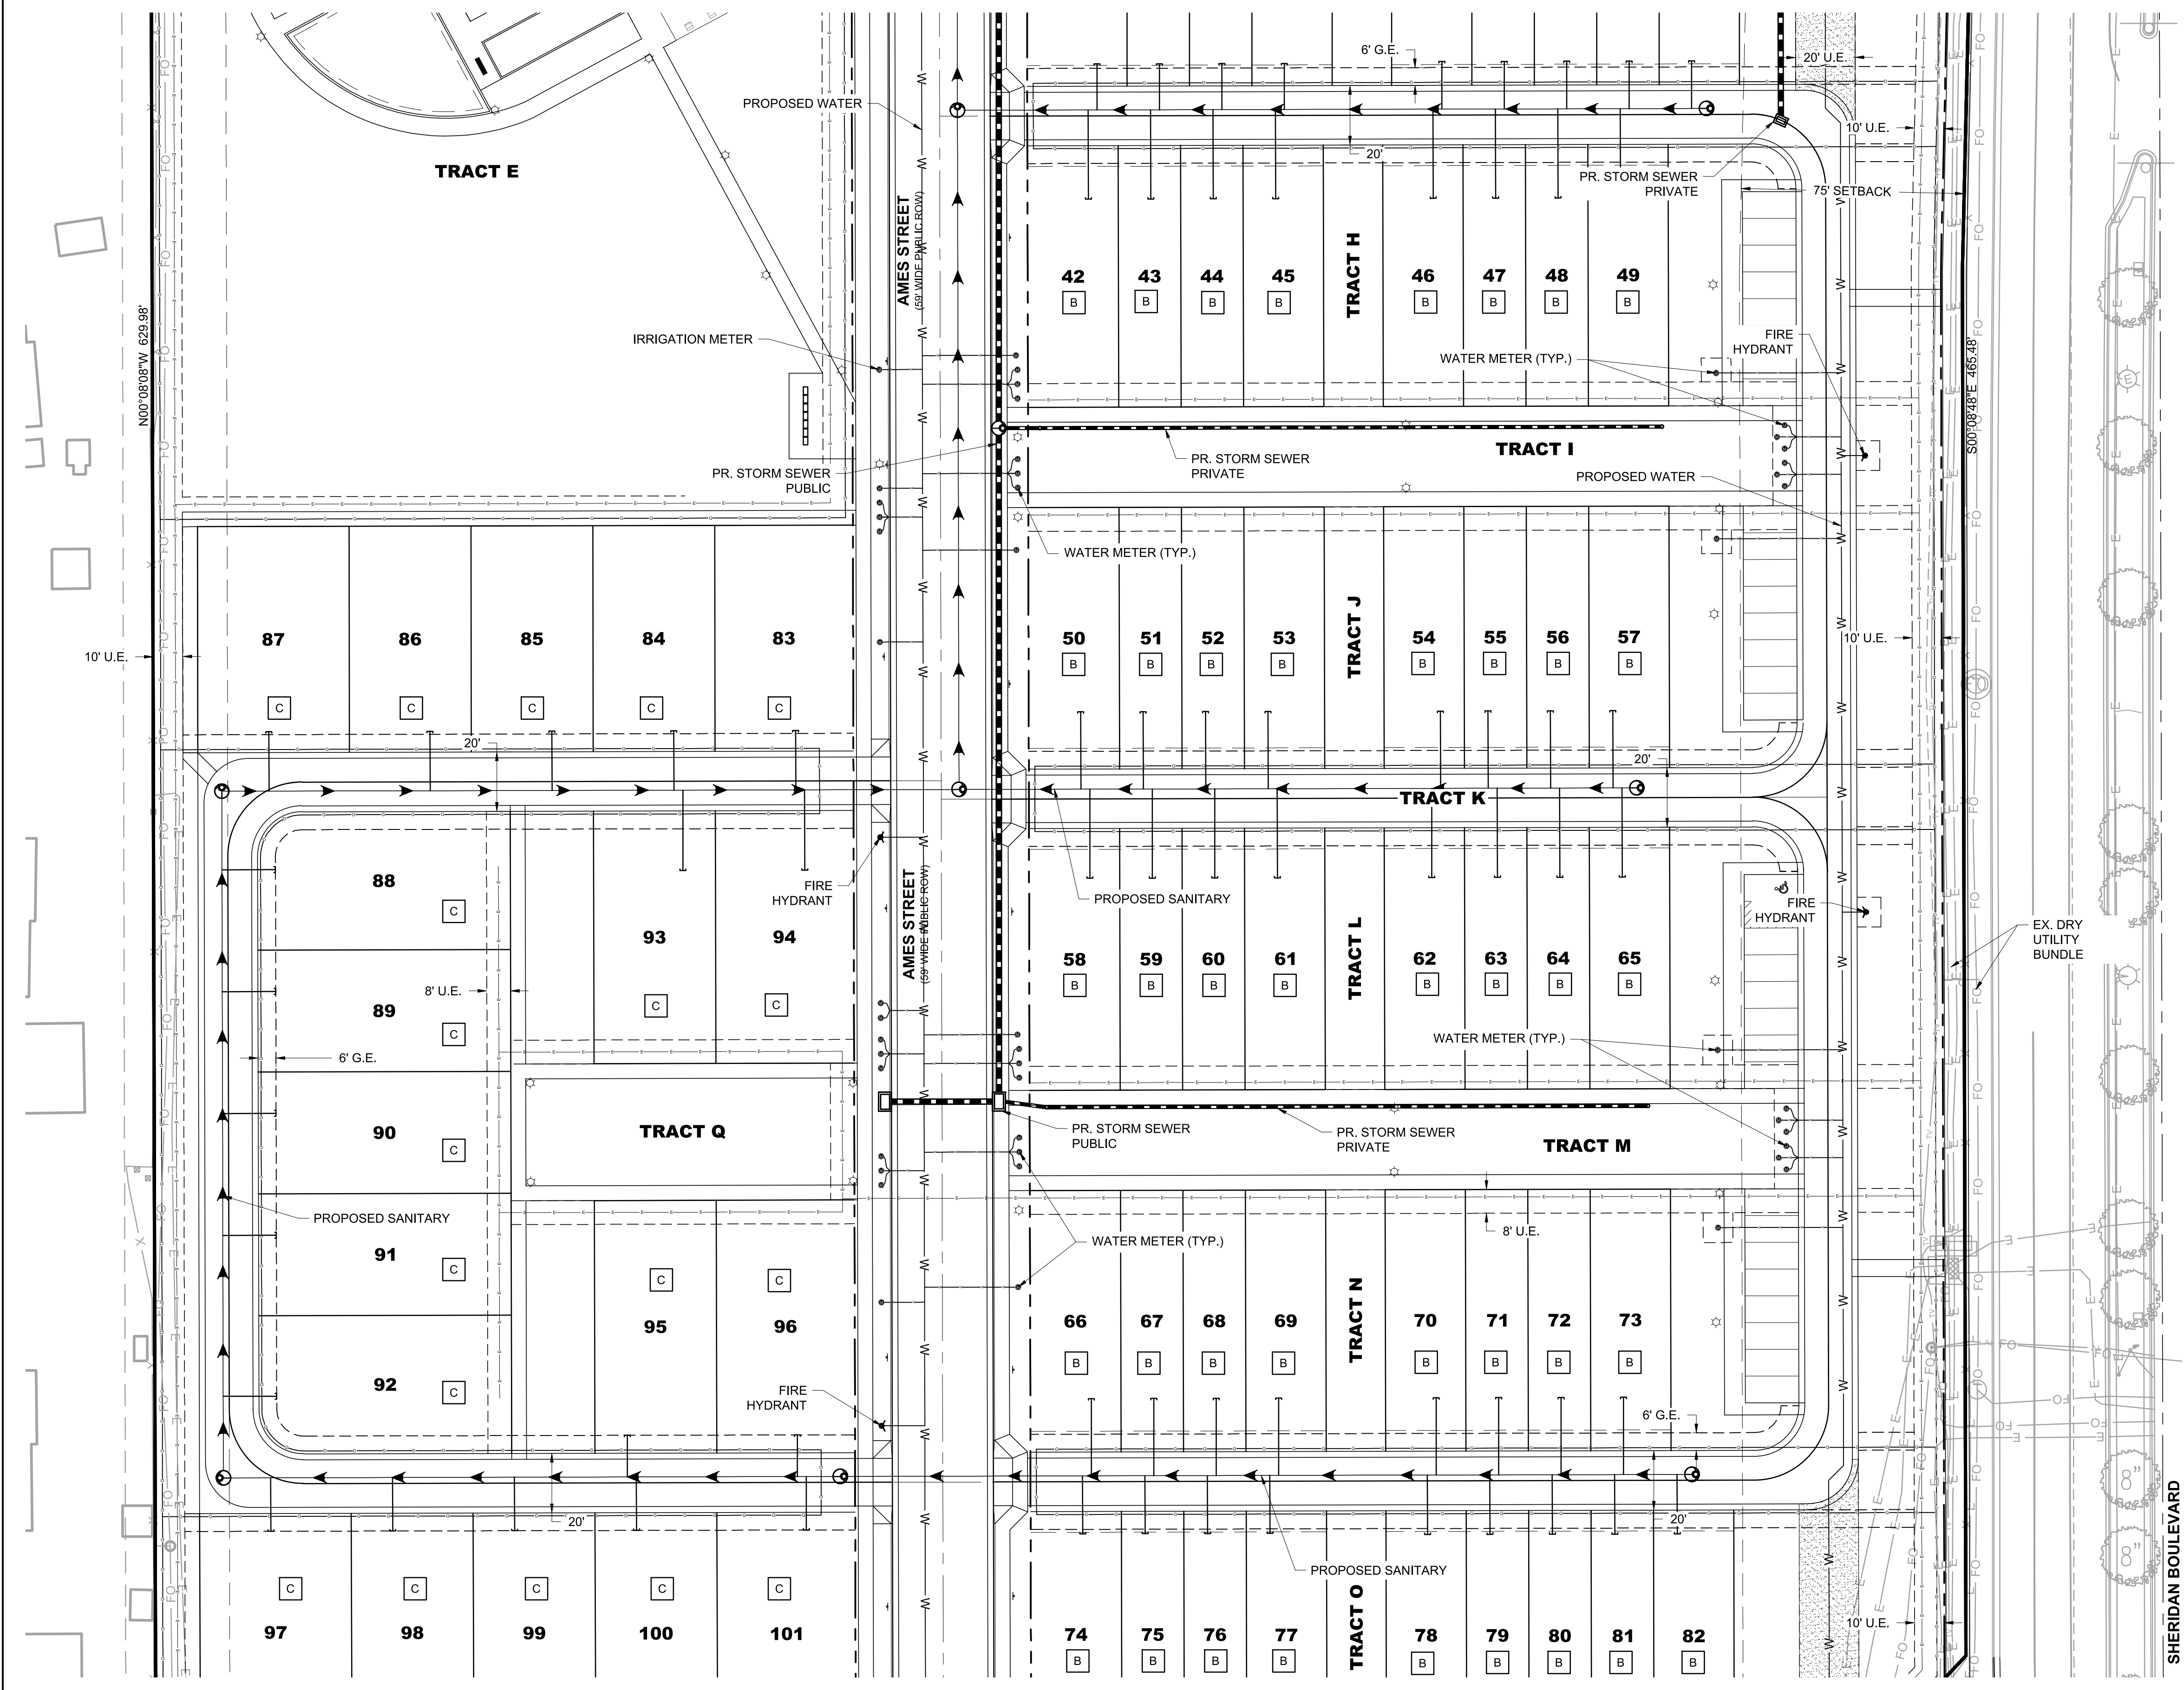 6' G.E.
20' U.E.
PROPOSED WATER
10' U.E.
20'
TRACT E
PR. STORM SEWER
PRIVATE
75' SETBACK
AMES STREET
(59' WIDE PUBLIC ROW)
TRACT H
42
43
44
45
46
47
48
49
B
B
B
B
B
B
B
B
N00°08'08"W 629.98'
IRRIGATION METER
WATER METER (TYP.)
FIRE
HYDRANT
S00°08'48"E 465.48'
PR. STORM SEWER
PUBLIC
PR. STORM SEWER
PRIVATE
TRACT I
PROPOSED WATER
WATER METER (TYP.)
87
86
85
84
83
C
C
C
C
C
10' U.E.
50
51
52
53
TRACT J
54
55
56
57
B
B
B
B
B
B
B
B
10' U.E.
20'
20'
TRACT K
88
C
93
94
C
C
FIRE
HYDRANT
PROPOSED SANITARY
AMES STREET
(59' WIDE PUBLIC ROW)
FIRE
HYDRANT
EX. DRY
UTILITY
BUNDLE
58
59
60
61
TRACT L
62
63
64
65
B
B
B
B
B
B
B
B
89
C
8' U.E.
6' G.E.
WATER METER (TYP.)
90
C
TRACT Q
PR. STORM SEWER
PUBLIC
PR. STORM SEWER
PRIVATE
TRACT M
PROPOSED SANITARY
WATER METER (TYP.)
8' U.E.
91
C
C
C
95
96
66
67
68
69
TRACT N
70
71
72
73
B
B
B
B
B
B
B
B
92
C
FIRE
HYDRANT
6' G.E.
20'
20'
PROPOSED SANITARY
C
C
C
C
C
97
98
99
100
101
74
75
76
77
TRACT O
78
79
80
81
82
B
B
B
B
B
B
B
B
B
10' U.E.
8"
8"
SHERIDAN BOULEVARD